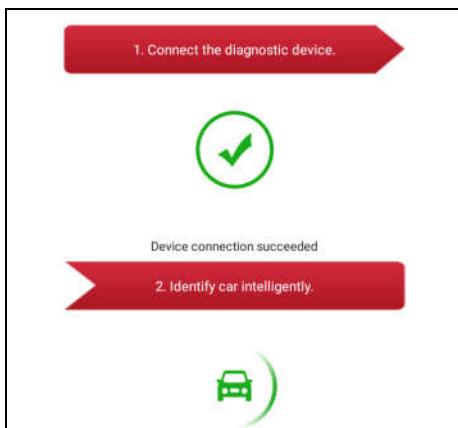 1. Connect the diagnostic device.
Device connection succeeded
2. Identify car intelligently.